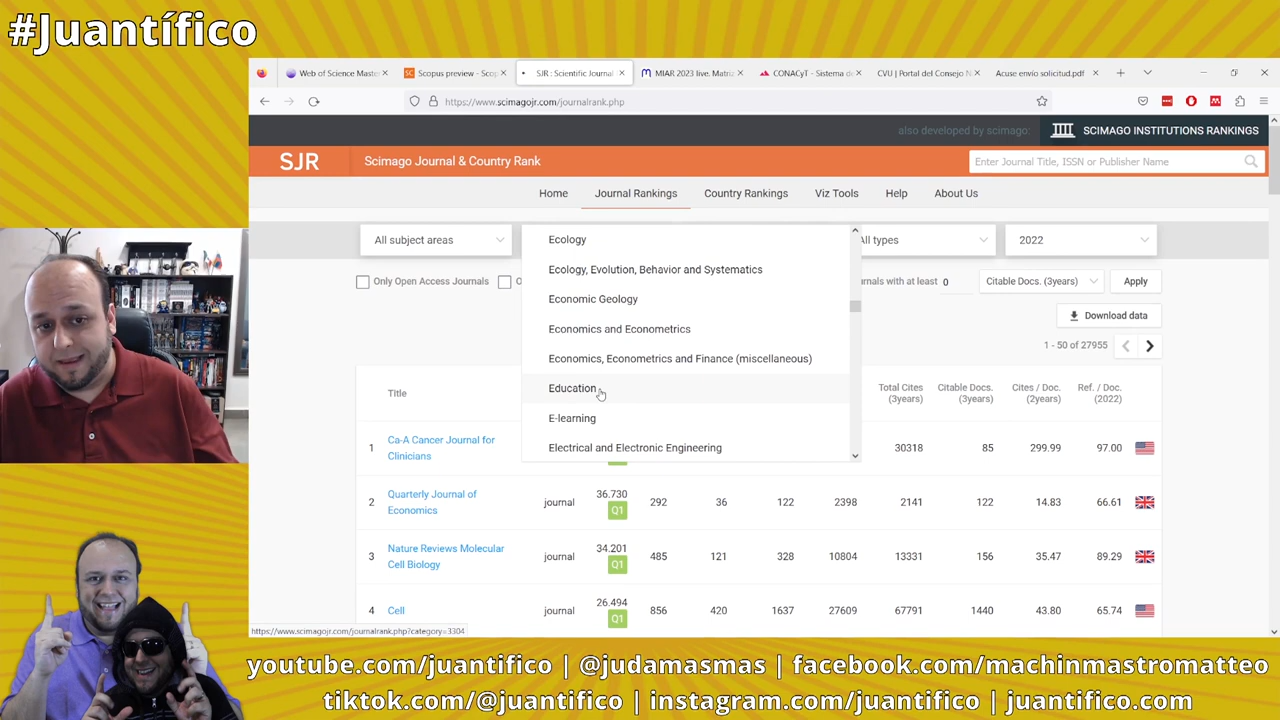 #Juantífico
Web of Science Maste
Scopus preview - Scop
SJR : Scientific Journal
MIAR 2023 live. Matriz
CONACyT - Sistema de
CVU | Portal del Consejo N
Acuse envío solicitud.pdf
https://www.scimagojr.com/journalrank.php
also developed by scimago:
SCIMAGO INSTITUTIONS RANKINGS
SJR
Scimago Journal & Country Rank
Enter Journal Title, ISSN or Publisher Name
Home
Journal Rankings
Country Rankings
Viz Tools
Help
About Us
All subject areas
All types
2022
Only Open Access Journals
O
rnals with at least 0
Citable Docs. (3years)
Apply
Download data
1 - 50 of 27955
Ecology
Ecology, Evolution, Behavior and Systematics
Economic Geology
Economics and Econometrics
Economics, Econometrics and Finance (miscellaneous)
Education
E-learning
Electrical and Electronic Engineering
Title
Total Cites (3years)
Citable Docs. (3years)
Cites / Doc. (2years)
Ref. / Doc. (2022)
1 Ca-A Cancer Journal for Clinicians 30318 85 299.99 97.00
2 Quarterly Journal of Economics journal 36.730 Q1 292 36 122 2398 2141 122 14.83 66.61
3 Nature Reviews Molecular Cell Biology journal 34.201 Q1 485 121 328 10804 13331 156 35.47 89.29
4 Cell journal 26.494 Q1 856 420 1637 27609 67791 1440 43.80 65.74
https://www.scimagojr.com/journalrank.php?category=3304
youtube.com/juantifico | @judamasmas | facebook.com/machinmastromatteo
tiktok.com/@juantifico | instagram.com/juantifico | juantifico.com